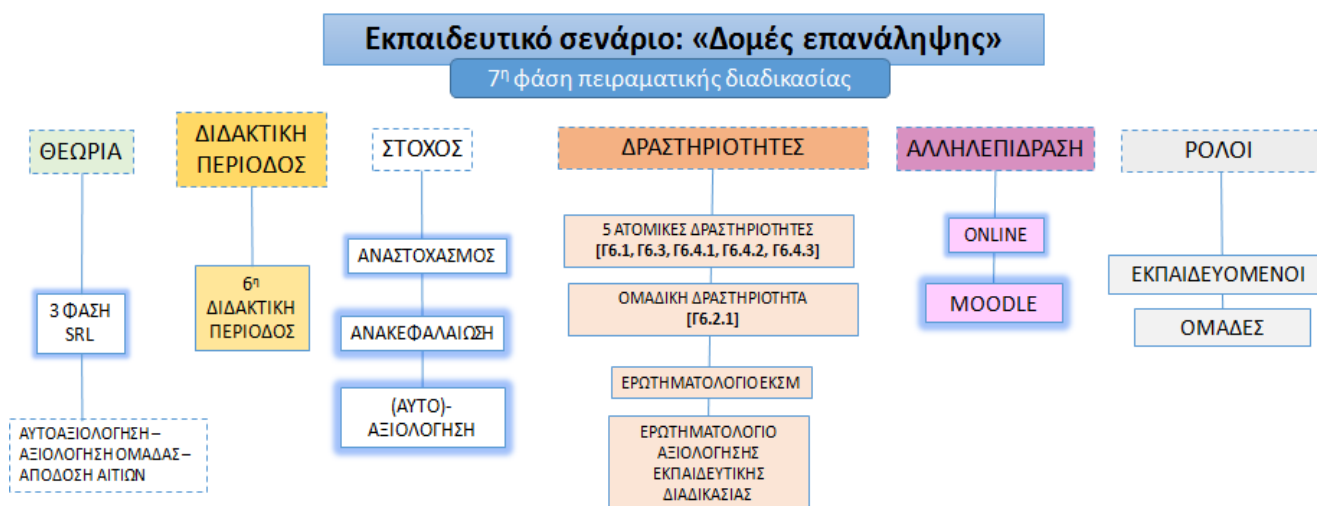 Εκπαιδευτικό σενάριο: «Δομές επανάληψης»
7η φάση πειραματικής διαδικασίας
ΘΕΩΡΙΑ
3 ΦΑΣΗ
SRL
ΑΥΤΟΑΞΙΟΛΟΓΗΣΗ –
ΑΞΙΟΛΟΓΗΣΗ ΟΜΑΔΑΣ –
ΑΠΟΔΟΣΗ ΑΙΤΙΩΝ
ΔΙΔΑΚΤΙΚΗ
ΠΕΡΙΟΔΟΣ
6η
ΔΙΔΑΚΤΙΚΗ
ΠΕΡΙΟΔΟΣ
ΣΤΟΧΟΣ
ΑΝΑΣΤΟΧΑΣΜΟΣ
ΑΝΑΚΕΦΑΛΑΙΩΣΗ
(ΑΥΤΟ)-
ΑΞΙΟΛΟΓΗΣΗ
ΔΡΑΣΤΗΡΙΟΤΗΤΕΣ
5 ΑΤΟΜΙΚΕΣ ΔΡΑΣΤΗΡΙΟΤΗΤΕΣ
[Γ6.1, Γ6.3, Γ6.4.1, Γ6.4.2, Γ6.4.3]
ΟΜΑΔΙΚΗ ΔΡΑΣΤΗΡΙΟΤΗΤΑ
[Γ6.2.1]
ΕΡΩΤΗΜΑΤΟΛΟΓΙΟ ΕΚΣΜ
ΕΡΩΤΗΜΑΤΟΛΟΓΙΟ
ΑΞΙΟΛΟΓΗΣΗΣ
ΕΚΠΑΙΔΕΥΤΙΚΗΣ
ΔΙΑΔΙΚΑΣΙΑΣ
ΑΛΛΗΛΕΠΙΔΡΑΣΗ
ONLINE
MOODLE
ΡΟΛΟΙ
ΕΚΠΑΙΔΕΥΟΜΕΝΟΙ
ΟΜΑΔΕΣ